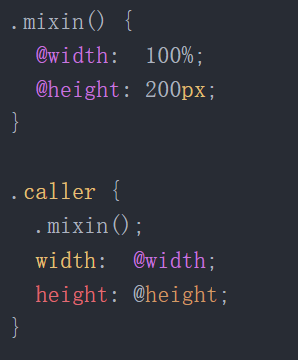 .mixin() {
  @width:  100%;
  @height: 200px;
}

.caller {
  .mixin();
  width:  @width;
  height: @height;
}